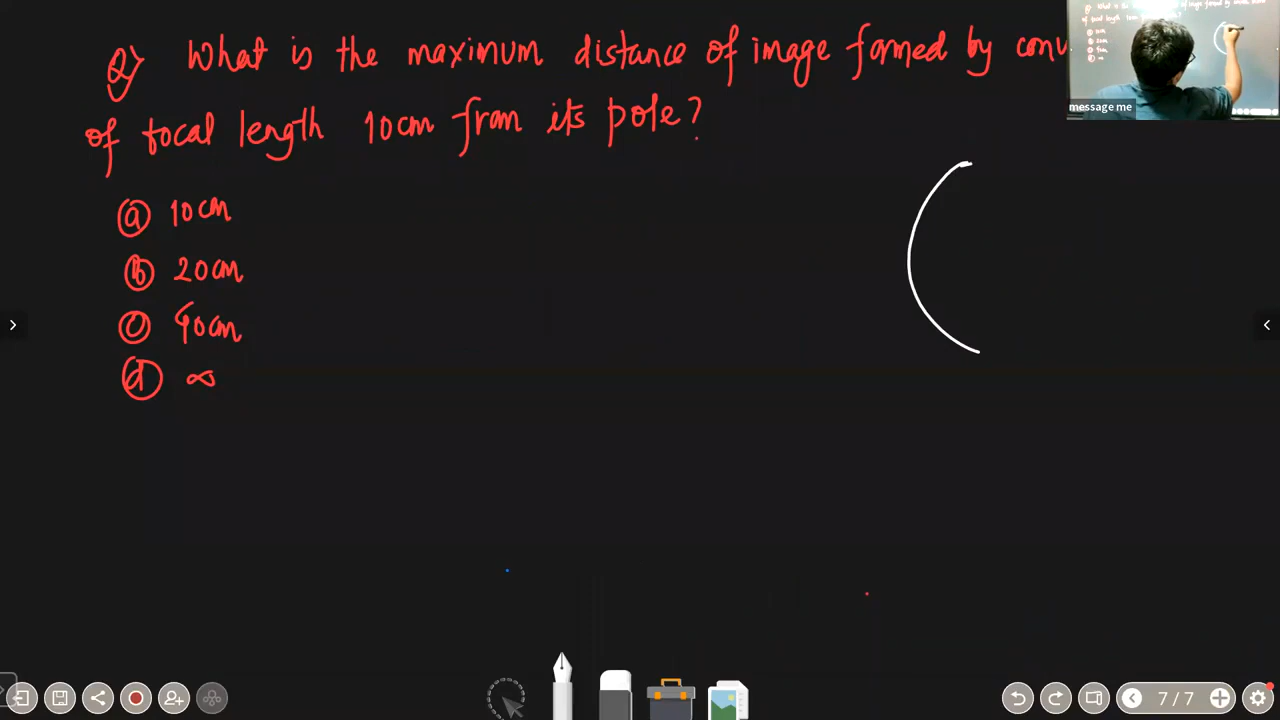 Q) What is the maximum distance of image formed by conv
of focal length 10cm from its pole?
(a) 10cm
(b) 20cm
(c) 40cm
(d) ∞
message me
7/7